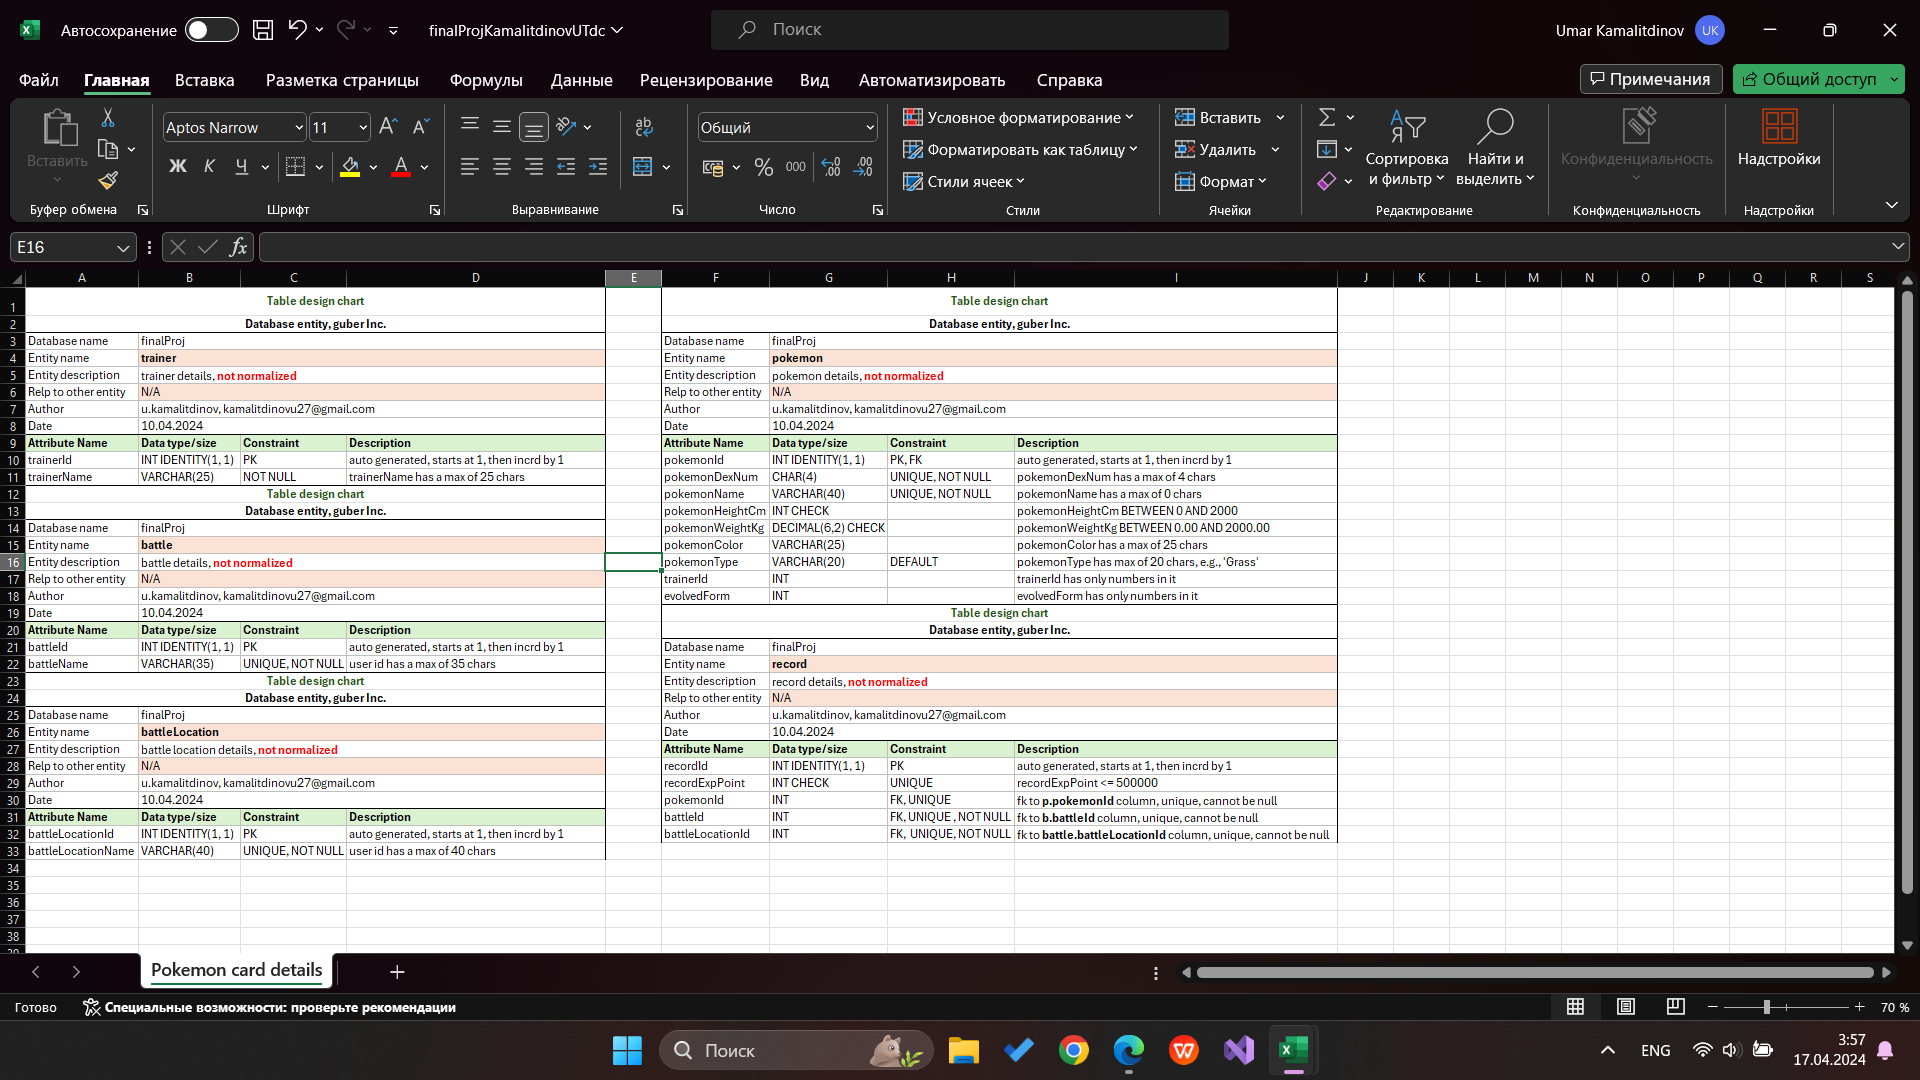 Автосохранение
finalProjKamalitdinovUTdc
Поиск
Umar Kamalitdinov
UK
Файл Главная Вставка Разметка страницы Формулы Данные Рецензирование Вид Автоматизировать Справка
Примечания
Общий доступ
Вставить
Буфер обмена
Aptos Narrow
11
Ж К Ч
Шрифт
Выравнивание
Общий
% 000
Число
Условное форматирование
Форматировать как таблицу
Стили ячеек
Стили
Вставить
Удалить
Формат
Ячейки
Сортировка и фильтр
Найти и выделить
Редактирование
Конфиденциальность
Конфиденциальность
Надстройки
Надстройки
E16
fx
A B C D E F G H I J K L M N O P Q R S
1 Table design chart Table design chart
2 Database entity, guber Inc. Database entity, guber Inc.
3 Database name finalProj Database name finalProj
4 Entity name trainer Entity name pokemon
5 Entity description trainer details, not normalized Entity description pokemon details, not normalized
6 Relp to other entity N/A Relp to other entity N/A
7 Author u.kamalitdinov, kamalitdinovu27@gmail.com Author u.kamalitdinov, kamalitdinovu27@gmail.com
8 Date 10.04.2024 Date 10.04.2024
9 Attribute Name Data type/size Constraint Description Attribute Name Data type/size Constraint Description
10 trainerId INT IDENTITY(1, 1) PK auto generated, starts at 1, then incrd by 1 pokemonId INT IDENTITY(1, 1) PK, FK auto generated, starts at 1, then incrd by 1
11 trainerName VARCHAR(25) NOT NULL trainerName has a max of 25 chars pokemonDexNum CHAR(4) UNIQUE, NOT NULL pokemonDexNum has a max of 4 chars
12 Table design chart pokemonName VARCHAR(40) UNIQUE, NOT NULL pokemonName has a max of 0 chars
13 Database entity, guber Inc. pokemonHeightCm INT CHECK pokemonHeightCm BETWEEN 0 AND 2000
14 Database name finalProj pokemonWeightKg DECIMAL(6,2) CHECK pokemonWeightKg BETWEEN 0.00 AND 2000.00
15 Entity name battle pokemonColor VARCHAR(25) pokemonColor has a max of 25 chars
16 Entity description battle details, not normalized pokemonType VARCHAR(20) DEFAULT pokemonType has max of 20 chars, e.g., 'Grass'
17 Relp to other entity N/A trainerId INT trainerId has only numbers in it
18 Author u.kamalitdinov, kamalitdinovu27@gmail.com evolvedForm INT evolvedForm has only numbers in it
19 Date 10.04.2024 Table design chart
20 Attribute Name Data type/size Constraint Description Database entity, guber Inc.
21 battleId INT IDENTITY(1, 1) PK auto generated, starts at 1, then incrd by 1 Database name finalProj
22 battleName VARCHAR(35) UNIQUE, NOT NULL user id has a max of 35 chars Entity name record
23 Table design chart Entity description record details, not normalized
24 Database entity, guber Inc. Relp to other entity N/A
25 Database name finalProj Author u.kamalitdinov, kamalitdinovu27@gmail.com
26 Entity name battleLocation Date 10.04.2024
27 Entity description battle location details, not normalized Attribute Name Data type/size Constraint Description
28 Relp to other entity N/A recordId INT IDENTITY(1, 1) PK auto generated, starts at 1, then incrd by 1
29 Author u.kamalitdinov, kamalitdinovu27@gmail.com recordExpPoint INT CHECK UNIQUE recordExpPoint <= 500000
30 Date 10.04.2024 pokemonId INT FK, UNIQUE fk to p.pokemonId column, unique, cannot be null
31 Attribute Name Data type/size Constraint Description battleId INT FK, UNIQUE , NOT NULL fk to b.battleId column, unique, cannot be null
32 battleLocationId INT IDENTITY(1, 1) PK auto generated, starts at 1, then incrd by 1 battleLocationId INT FK, UNIQUE, NOT NULL fk to battle.battleLocationId column, unique, cannot be null
33 battleLocationName VARCHAR(40) UNIQUE, NOT NULL user id has a max of 40 chars
34
35
36
37
38
Pokemon card details
Готово
Специальные возможности: проверьте рекомендации
70 %
Поиск
ENG
3:57
17.04.2024